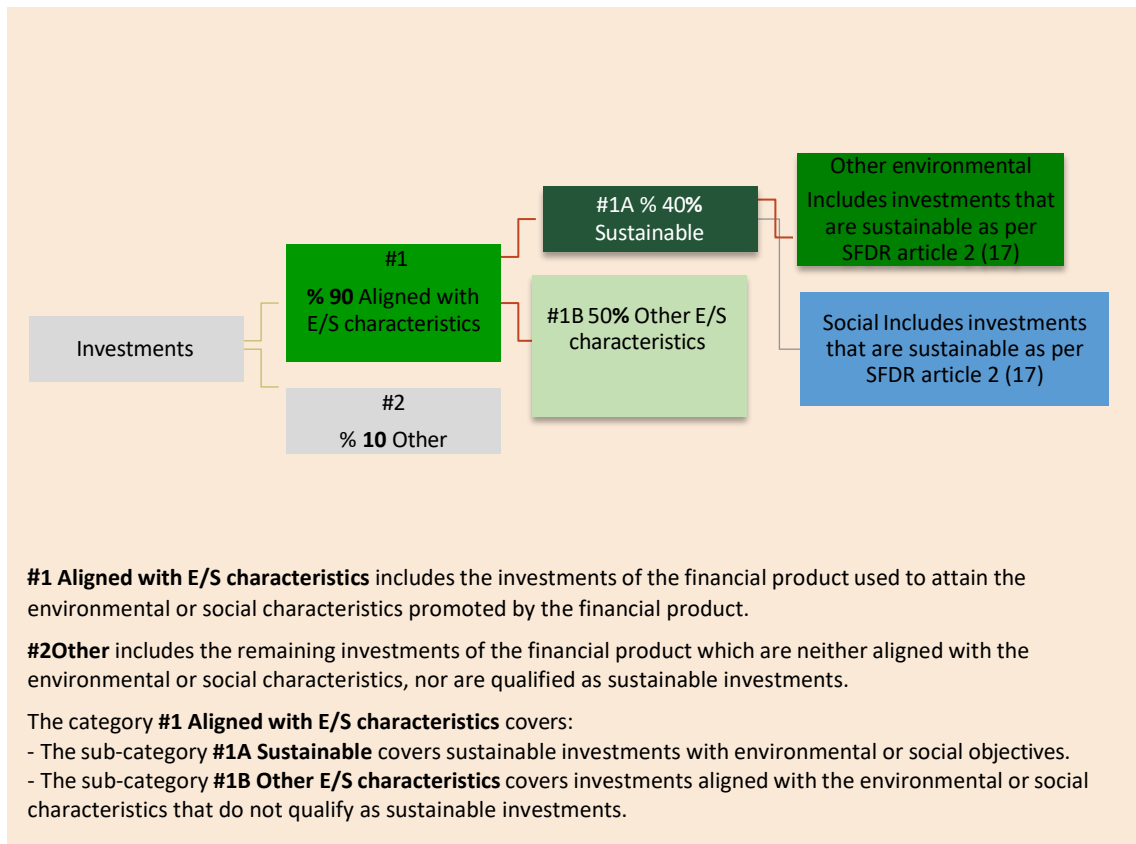 Investments
#1
% 90 Aligned with
E/S characteristics
#2
% 10 Other
#1A % 40%
Sustainable
#1B 50% Other E/S
characteristics
Other environmental
Includes investments that
are sustainable as per
SFDR article 2 (17)
Social Includes investments
that are sustainable as per
SFDR article 2 (17)
#1 Aligned with E/S characteristics includes the investments of the financial product used to attain the
environmental or social characteristics promoted by the financial product.
#2Other includes the remaining investments of the financial product which are neither aligned with the
environmental or social characteristics, nor are qualified as sustainable investments.
The category #1 Aligned with E/S characteristics covers:
- The sub-category #1A Sustainable covers sustainable investments with environmental or social objectives.
- The sub-category #1B Other E/S characteristics covers investments aligned with the environmental or social
characteristics that do not qualify as sustainable investments.